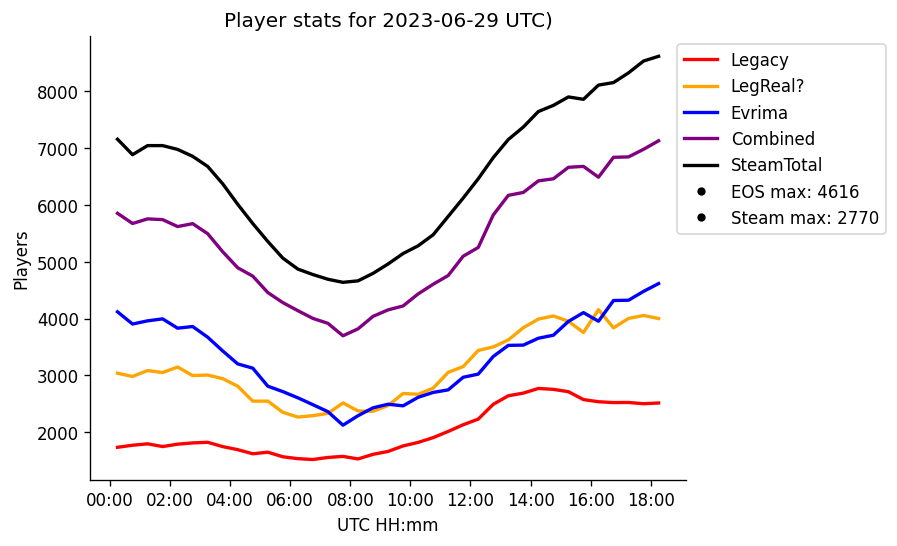 Player stats for 2023-06-29 UTC)
Players
8000
7000
6000
5000
4000
3000
2000
00:00 02:00 04:00 06:00 08:00 10:00 12:00 14:00 16:00 18:00
UTC HH:mm
Legacy
LegReal?
Evrima
Combined
SteamTotal
EOS max: 4616
Steam max: 2770